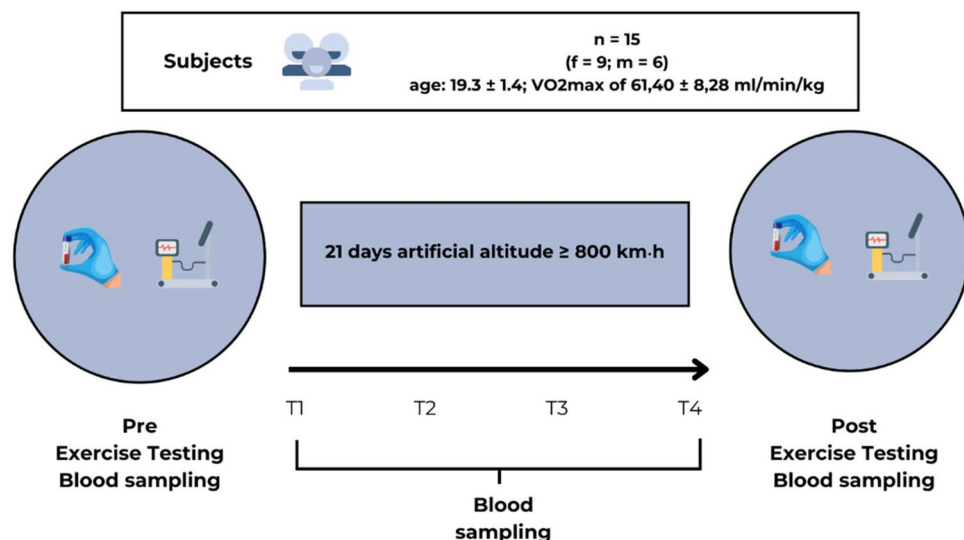 Subjects
n = 15
(f = 9; m = 6)
age: 19.3 ± 1.4; VO2max of 61,40 ± 8,28 ml/min/kg
21 days artificial altitude ≥ 800 km·h
T1 T2 T3 T4
Pre
Exercise Testing
Blood sampling
Blood
sampling
Post
Exercise Testing
Blood sampling